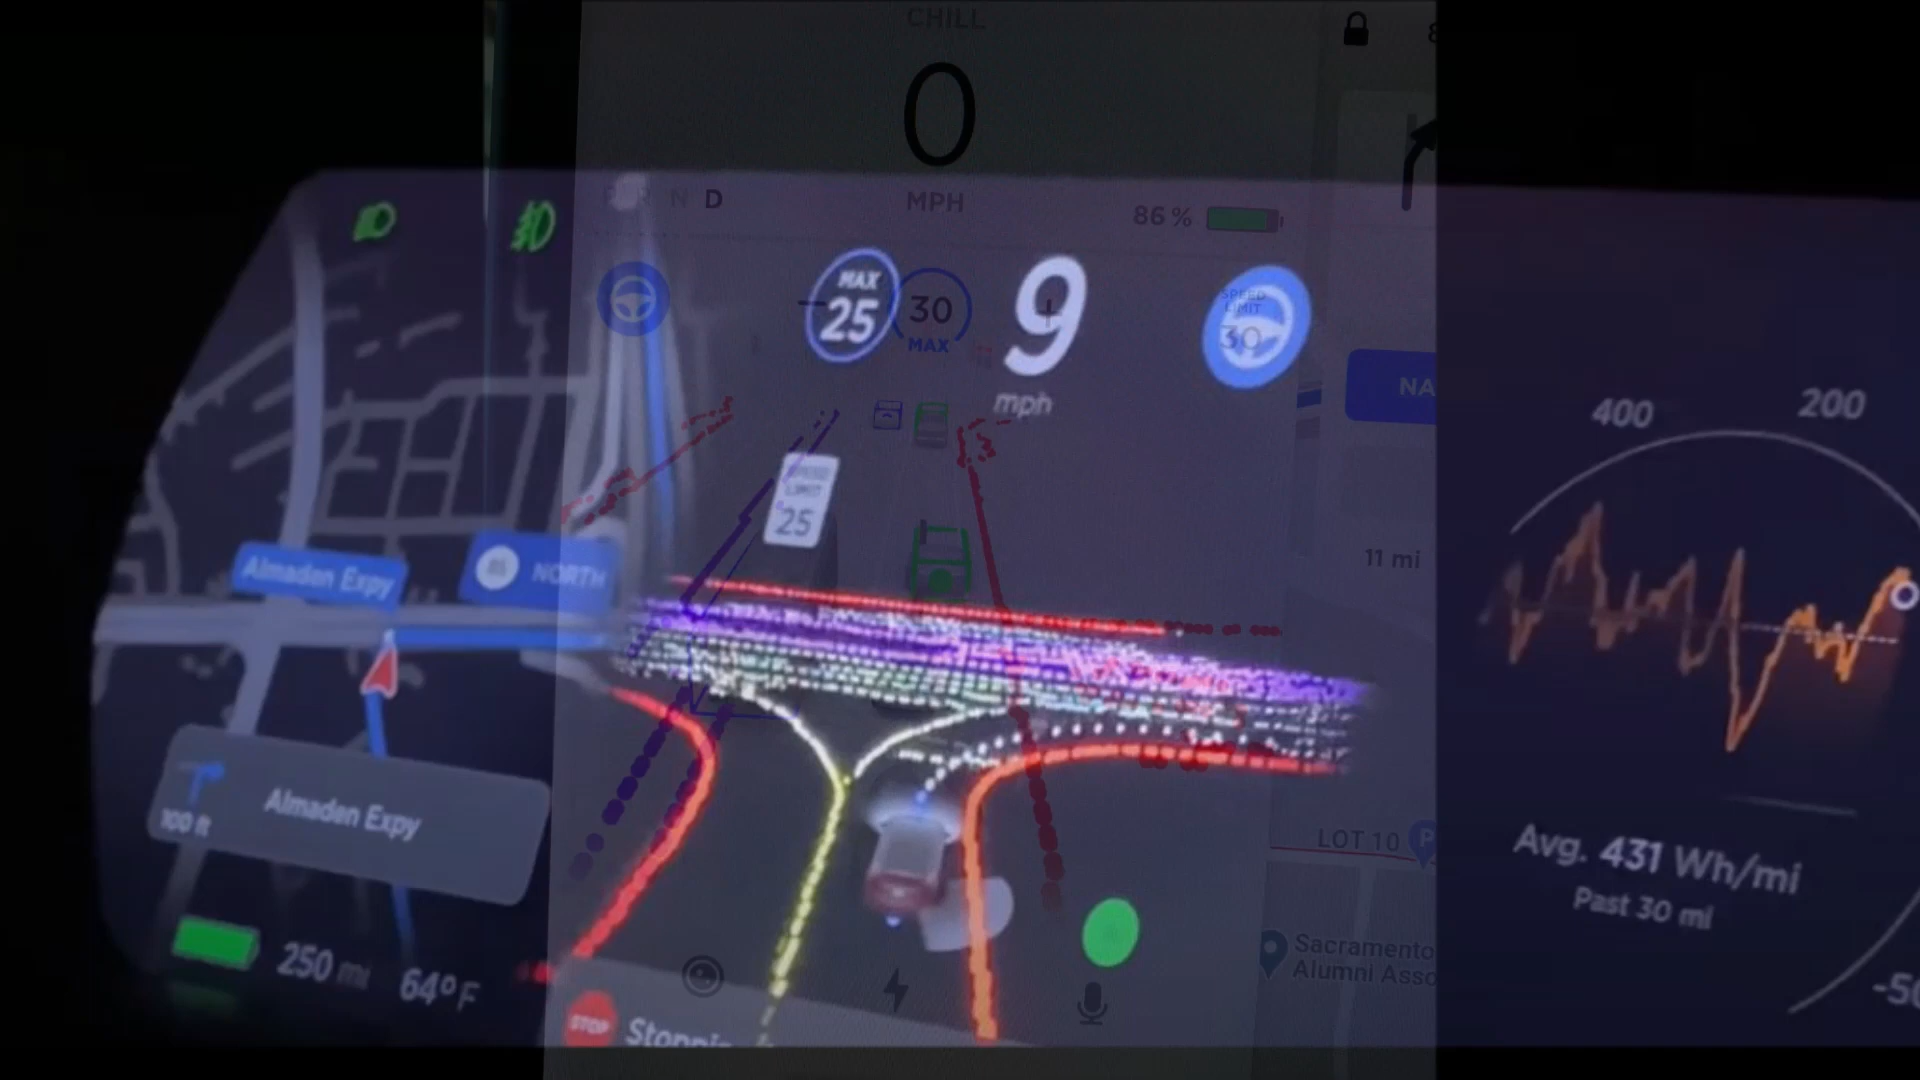 CHILL
0
N D
MPH
86 %
MAX
25
30
MAX
9
mph
SPEED
LIMIT
30
NA
SPEED
LIMIT
25
400
200
11 mi
Almaden Expy
NORTH
Almaden Expy
100 ft
LOT 10
P
Avg. 431 Wh/mi
Past 30 mi
Sacramento
Alumni Asso
250 mi
64°F
-50
STOP